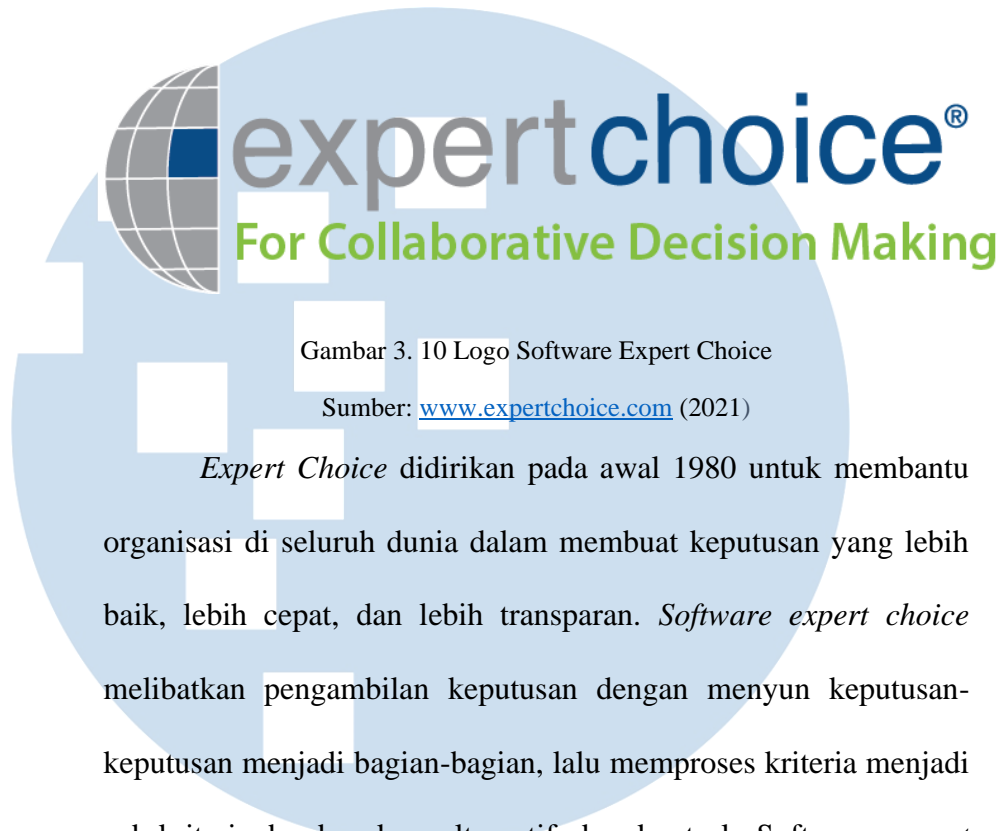 expertchoice®
For Collaborative Decision Making
Gambar 3. 10 Logo Software Expert Choice
Sumber: www.expertchoice.com (2021)
Expert Choice didirikan pada awal 1980 untuk membantu
organisasi di seluruh dunia dalam membuat keputusan yang lebih
baik, lebih cepat, dan lebih transparan. Software expert choice
melibatkan pengambilan keputusan dengan menyun keputusan-
keputusan menjadi bagian-bagian, lalu memproses kriteria menjadi